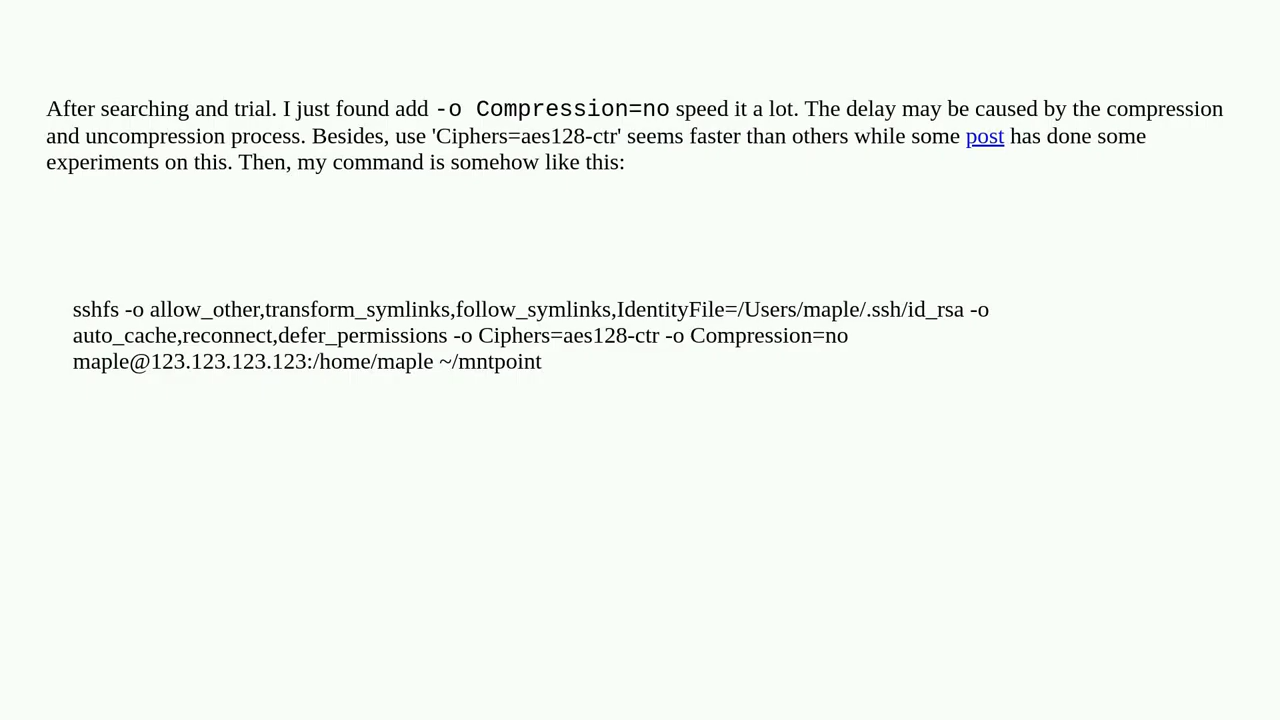 After searching and trial. I just found add -o Compression=no speed it a lot. The delay may be caused by the compression
and uncompression process. Besides, use 'Ciphers=aes128-ctr' seems faster than others while some post has done some
experiments on this. Then, my command is somehow like this:
sshfs -o allow_other,transform_symlinks,follow_symlinks,IdentityFile=/Users/maple/.ssh/id_rsa -o
auto_cache,reconnect,defer_permissions -o Ciphers=aes128-ctr -o Compression=no
maple@123.123.123.123:/home/maple ~/mntpoint